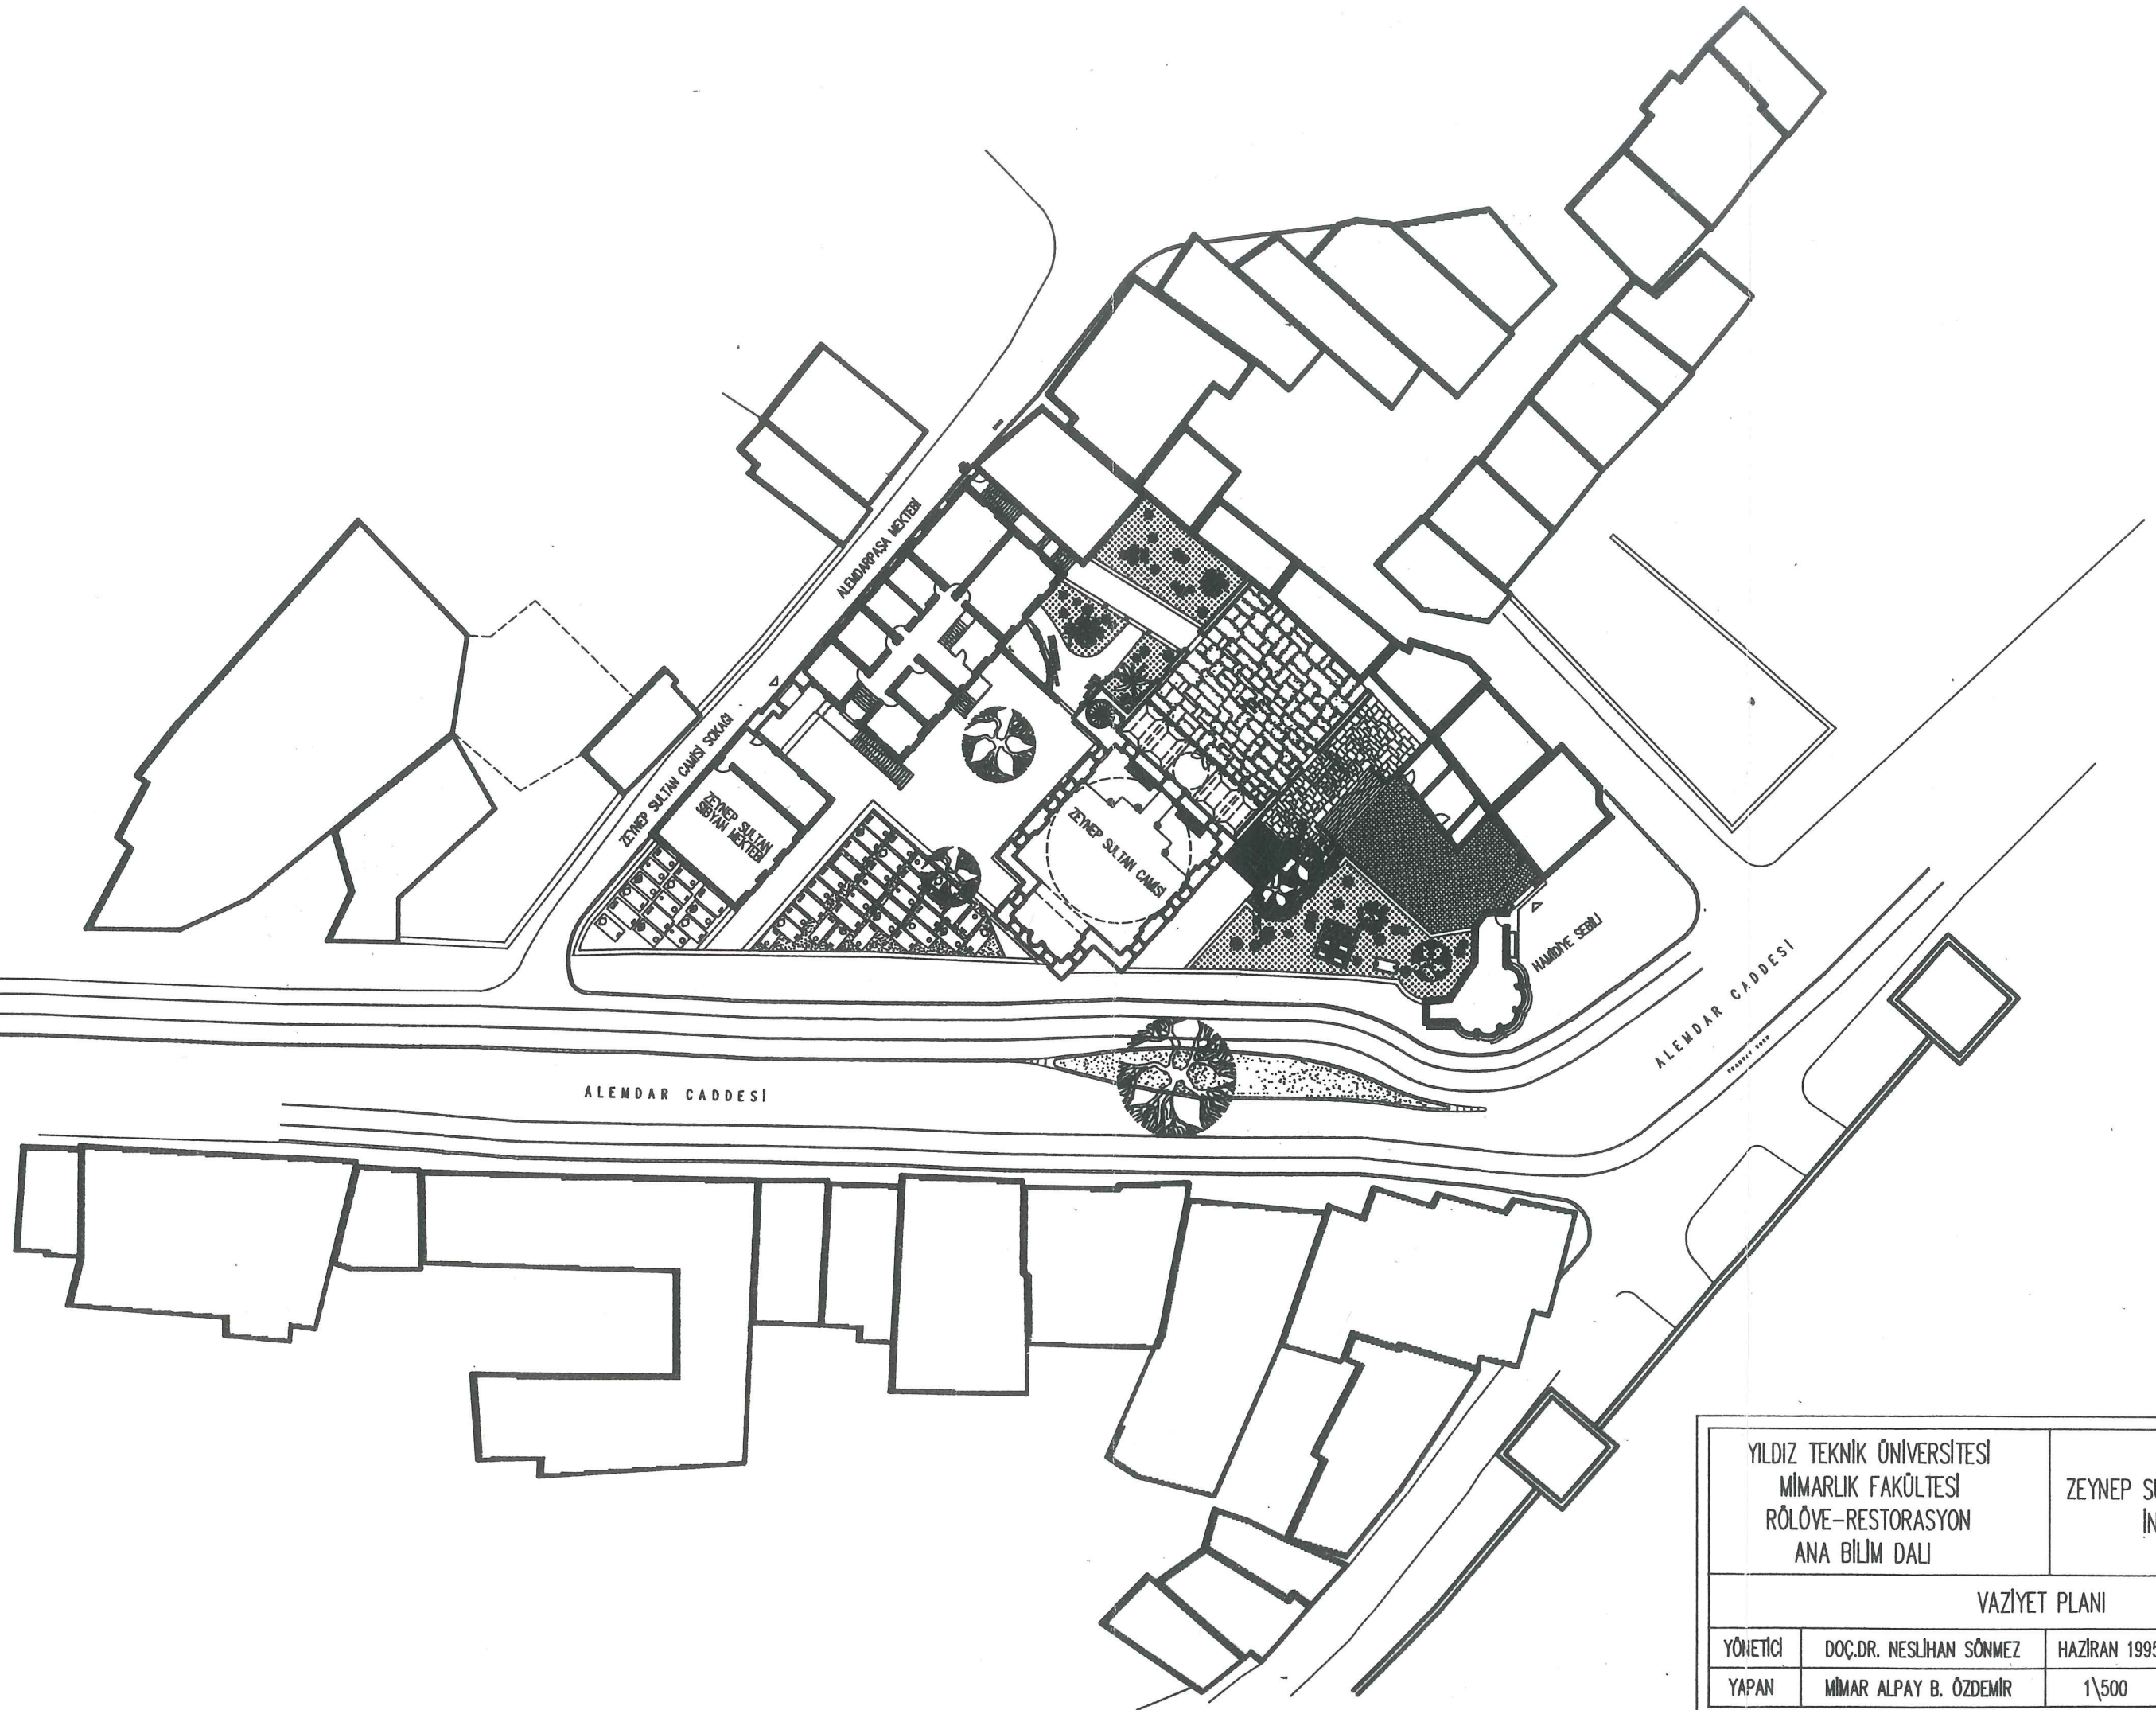 ALEMDARPAŞA MEKTEBİ
ZEYNEP SULTAN CAMİSİ SOKAĞI
ZEYNEP SULTAN
SIBYAN MEKTEBİ
ZEYNEP SULTAN CAMİSİ
HAMİDİYE SEBİLİ
ALEMDAR CADDESİ
ALEMDAR CADDESİ
YILDIZ TEKNİK ÜNİVERSİTESİ
MİMARLIK FAKÜLTESİ
RÖLÖVE-RESTORASYON
ANA BİLİM DALI
ZEYNEP
İN
VAZİYET PLANI
YÖNETİCİ DOÇ.DR. NESLİHAN SÖNMEZ HAZİRAN 1995
YAPAN MİMAR ALPAY B. ÖZDEMİR 1\500